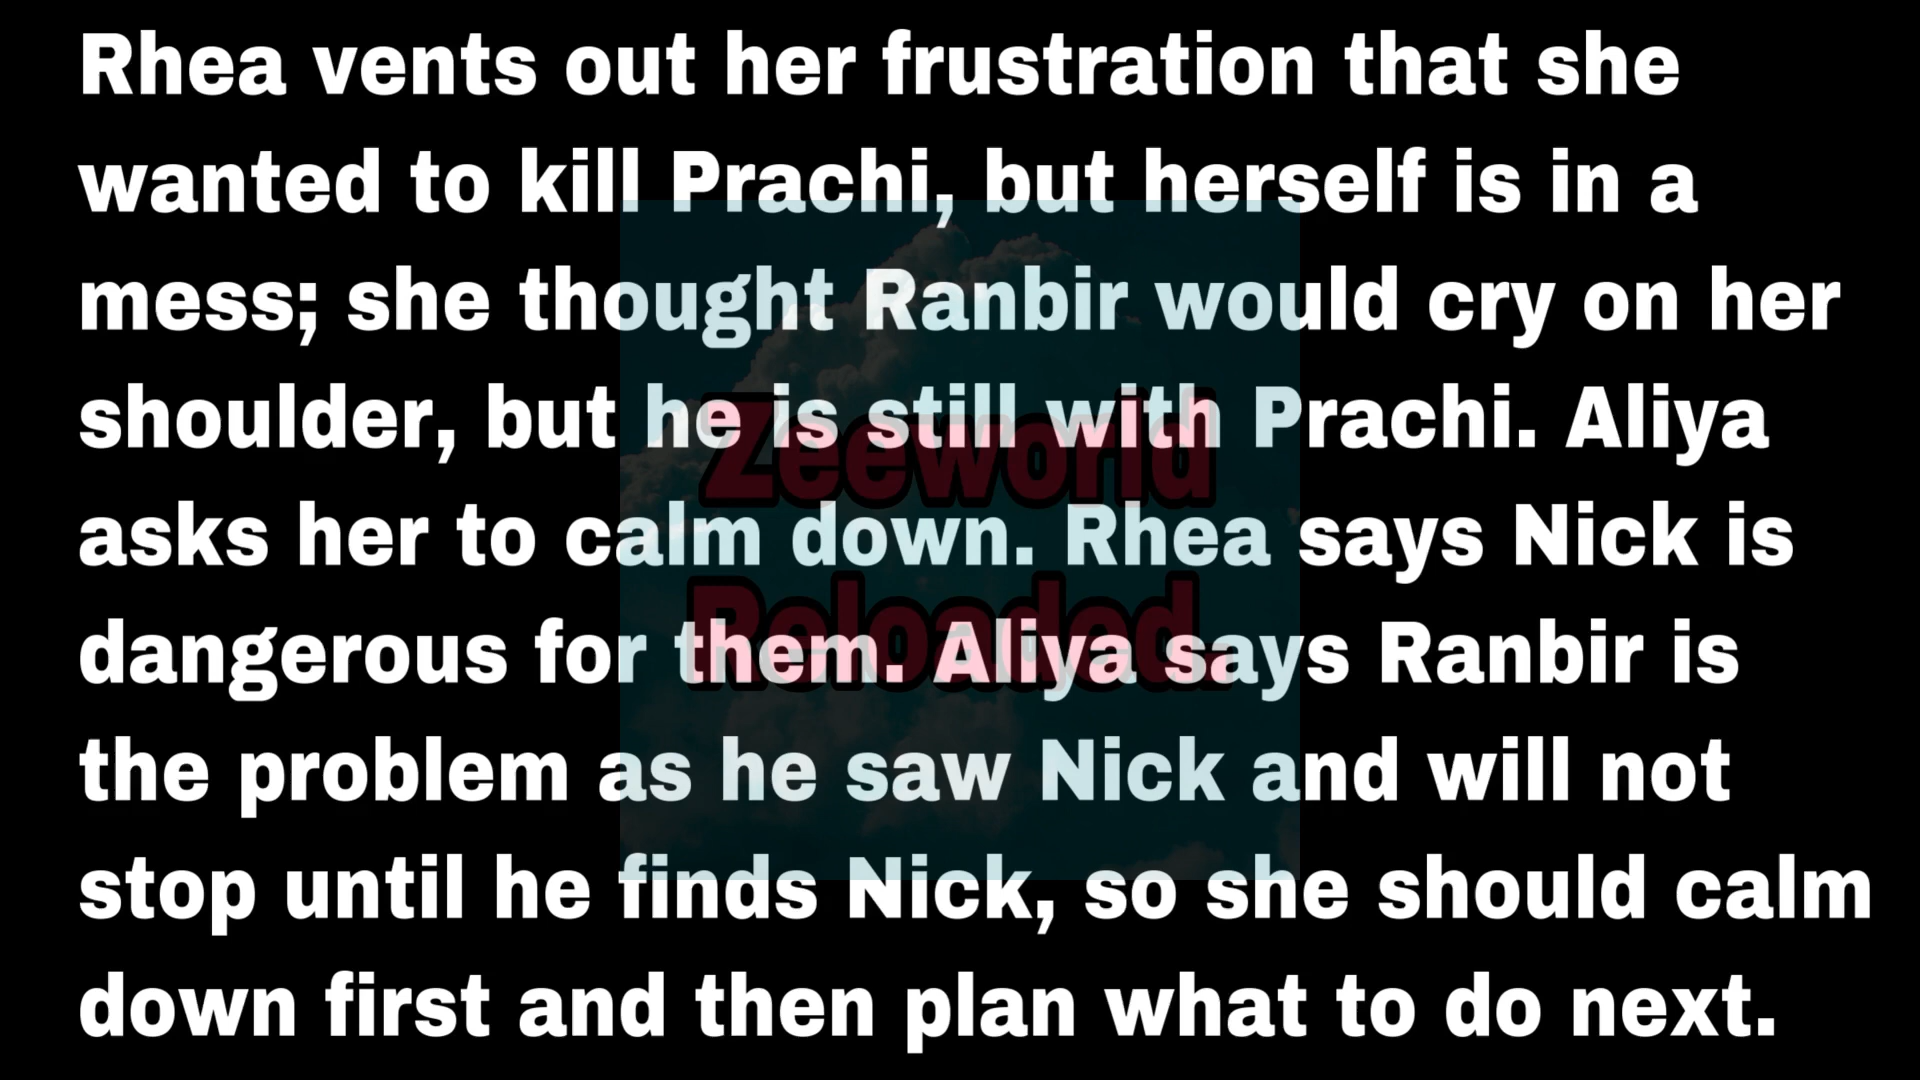 Rhea vents out her frustration that she
wanted to kill Prachi, but herself is in a
mess; she thought Ranbir would cry on her
shoulder, but he is still with Prachi. Aliya
asks her to calm down. Rhea says Nick is
dangerous for them. Aliya says Ranbir is
the problem as he saw Nick and will not
stop until he finds Nick, so she should calm
down first and then plan what to do next.
Zeeworld
Reloaded.